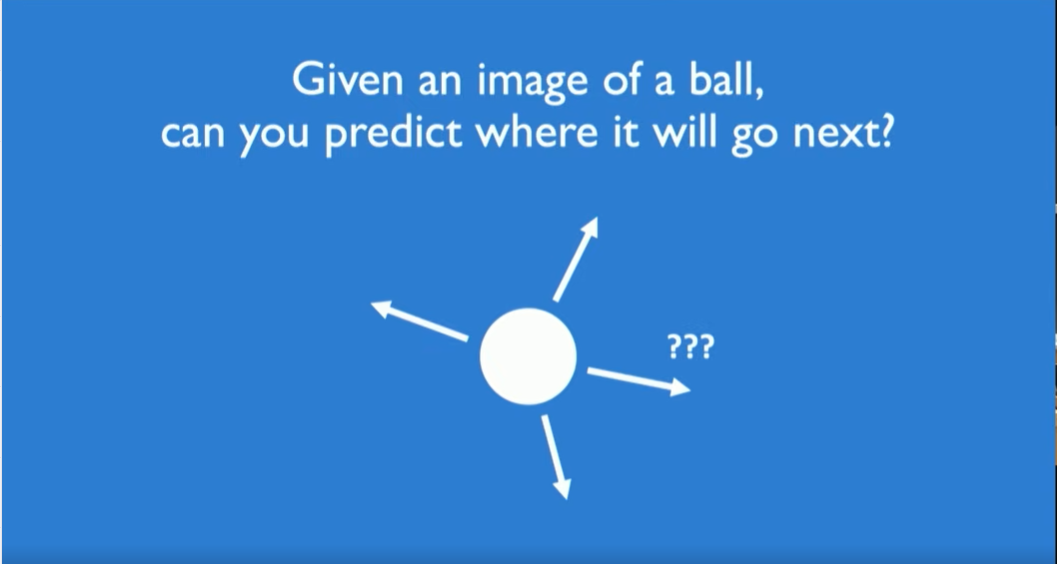 Given an image of a ball,
can you predict where it will go next?
???